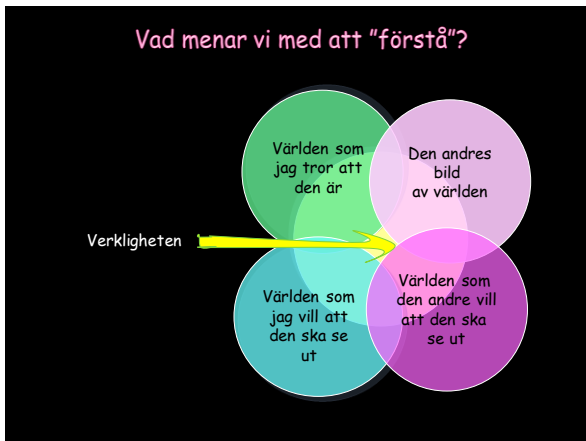 Vad menar vi med att ”förstå”?
Världen som
jag tror att
den är
Den andres
bild
av världen
Verkligheten
Världen som
jag vill att
den ska se
ut
Världen som
den andre vill
att den ska
se ut